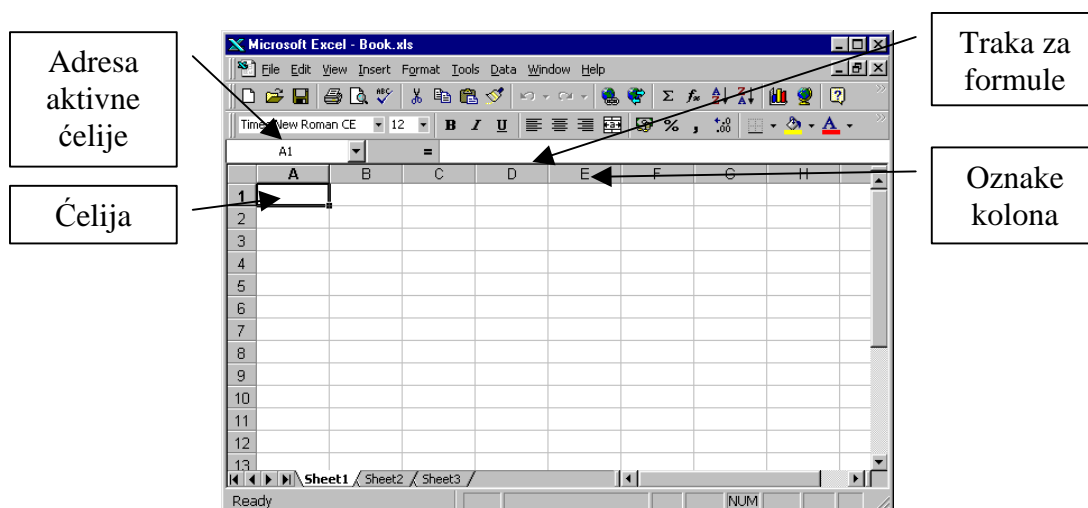 Adresa
aktivne
ćelije
Ćelija
Microsoft Excel - Book.xls
File Edit View Insert Format Tools Data Window Help
Times New Roman CE 12 B I U % ,
A1 =
A B C D E F G H
1
2
3
4
5
6
7
8
9
10
11
12
13
Sheet1 Sheet2 Sheet3
Ready NUM
Traka za
formule
Oznake
kolona